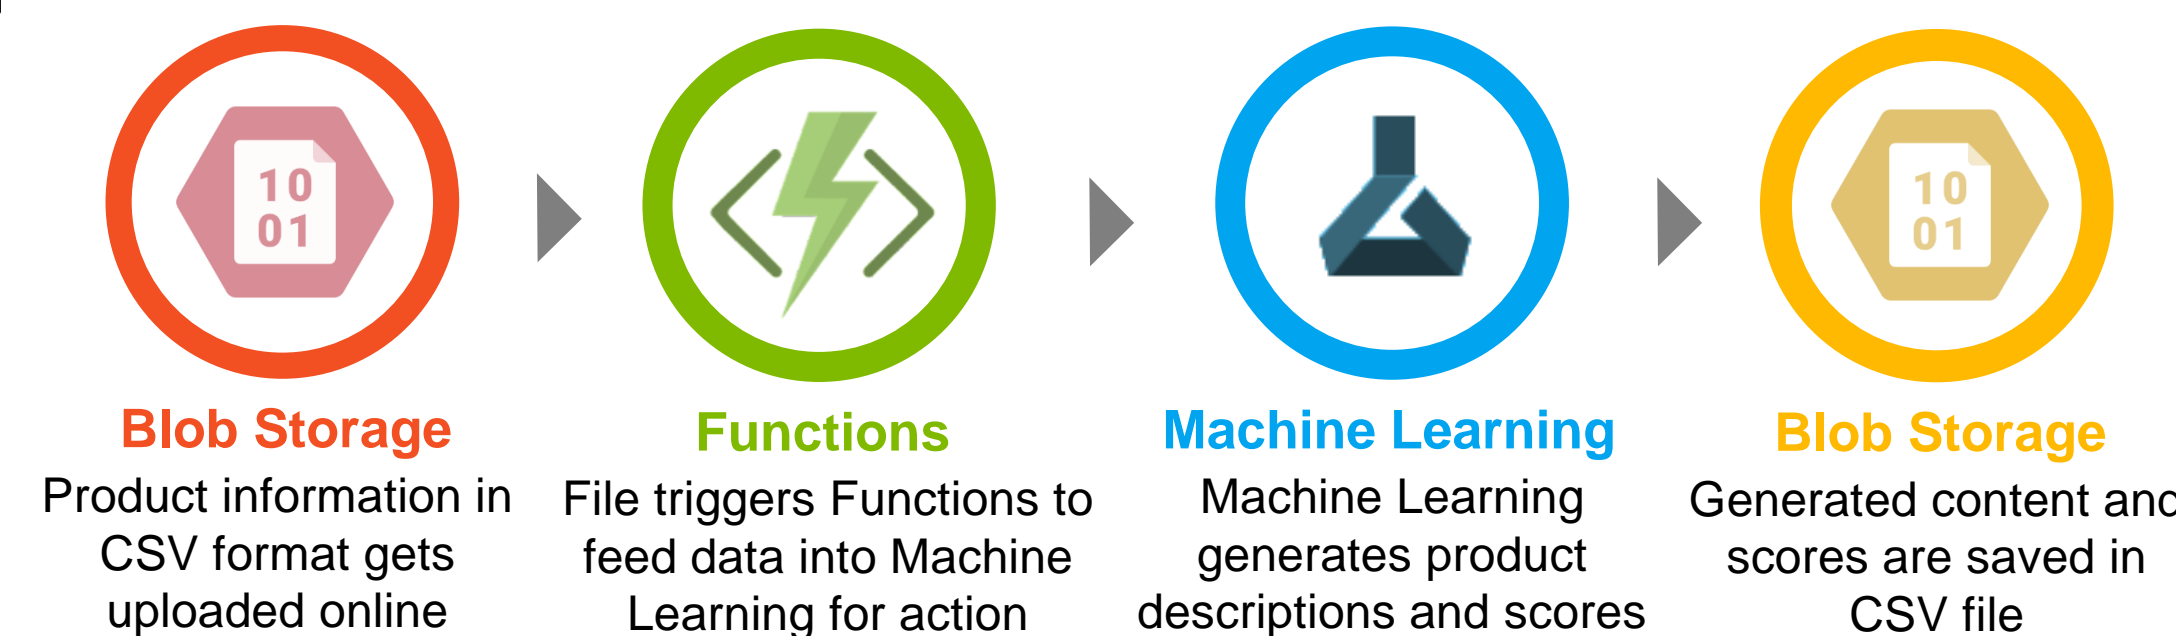 10
01
Blob Storage
Product information in
CSV format gets
uploaded online
Functions
File triggers Functions to
feed data into Machine
Learning for action
Machine Learning
Machine Learning
generates product
descriptions and scores
10
01
Blob Storage
Generated content and
scores are saved in
CSV file